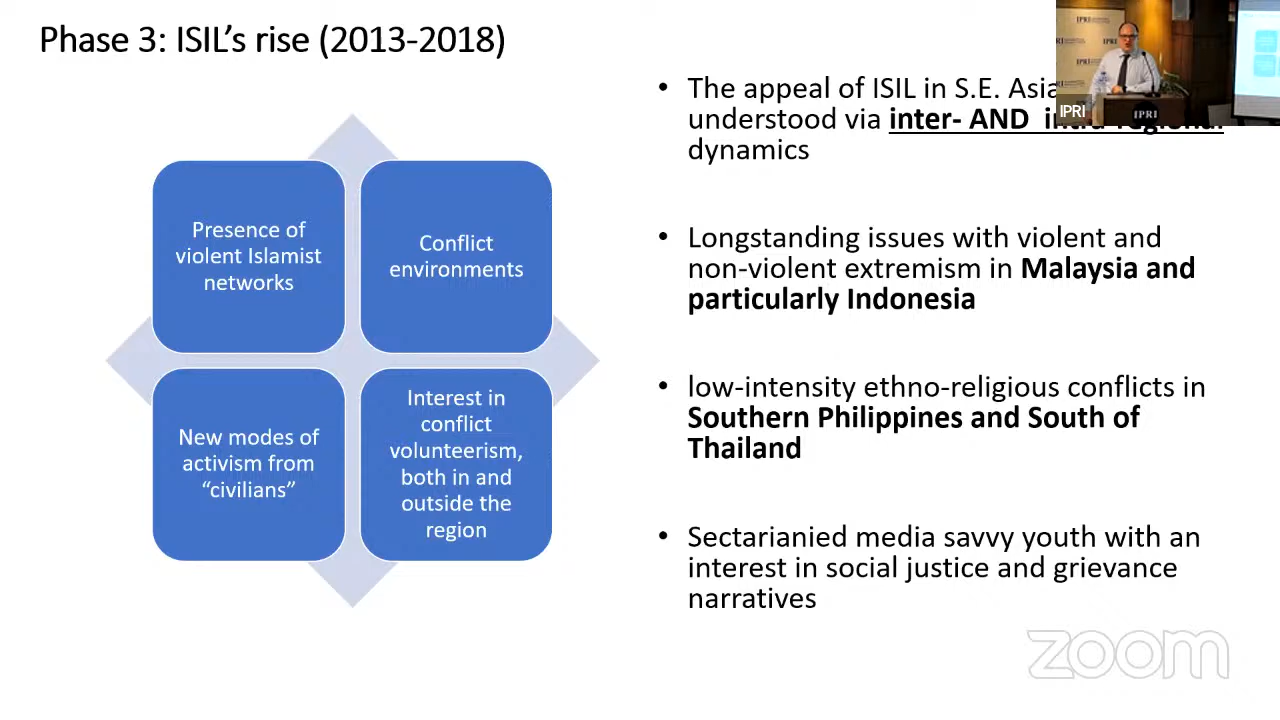 Phase 3: ISIL’s rise (2013-2018)
Presence of
violent Islamist
networks
Conflict
environments
New modes of
activism from
“civilians”
Interest in
conflict
volunteerism,
both in and
outside the
region
• The appeal of ISIL in S.E. Asia
understood via inter- AND
dynamics
• Longstanding issues with violent and
non-violent extremism in Malaysia and
particularly Indonesia
• low-intensity ethno-religious conflicts in
Southern Philippines and South of
Thailand
• Sectarianied media savvy youth with an
interest in social justice and grievance
narratives
IPRI
IPRI
IPRI
IPRI
IPRI
zoom